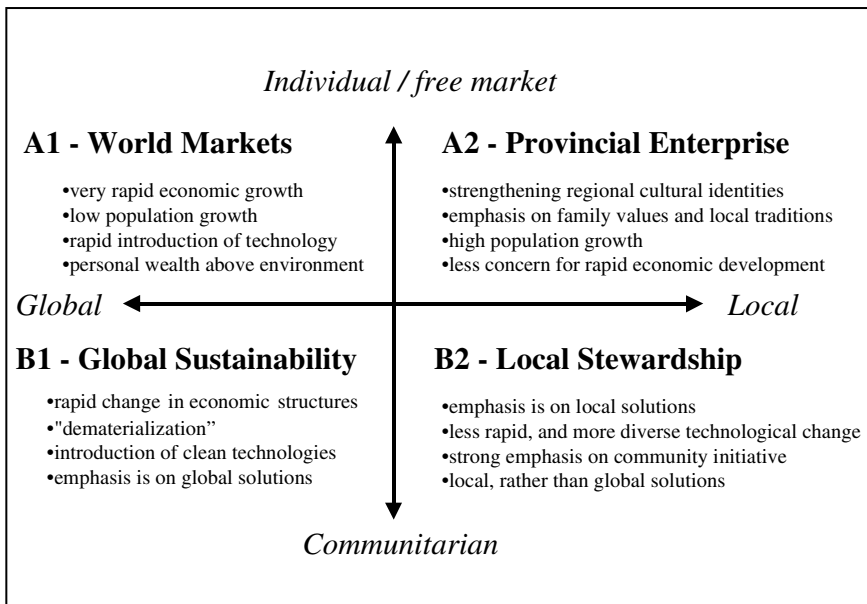 Individual / free market
A1 - World Markets
•very rapid economic growth
•low population growth
•rapid introduction of technology
•personal wealth above environment
A2 - Provincial Enterprise
•strengthening regional cultural identities
•emphasis on family values and local traditions
•high population growth
•less concern for rapid economic development
Global
Local
B1 - Global Sustainability
•rapid change in economic structures
•"dematerialization”
•introduction of clean technologies
•emphasis is on global solutions
B2 - Local Stewardship
•emphasis is on local solutions
•less rapid, and more diverse technological change
•strong emphasis on community initiative
•local, rather than global solutions
Communitarian